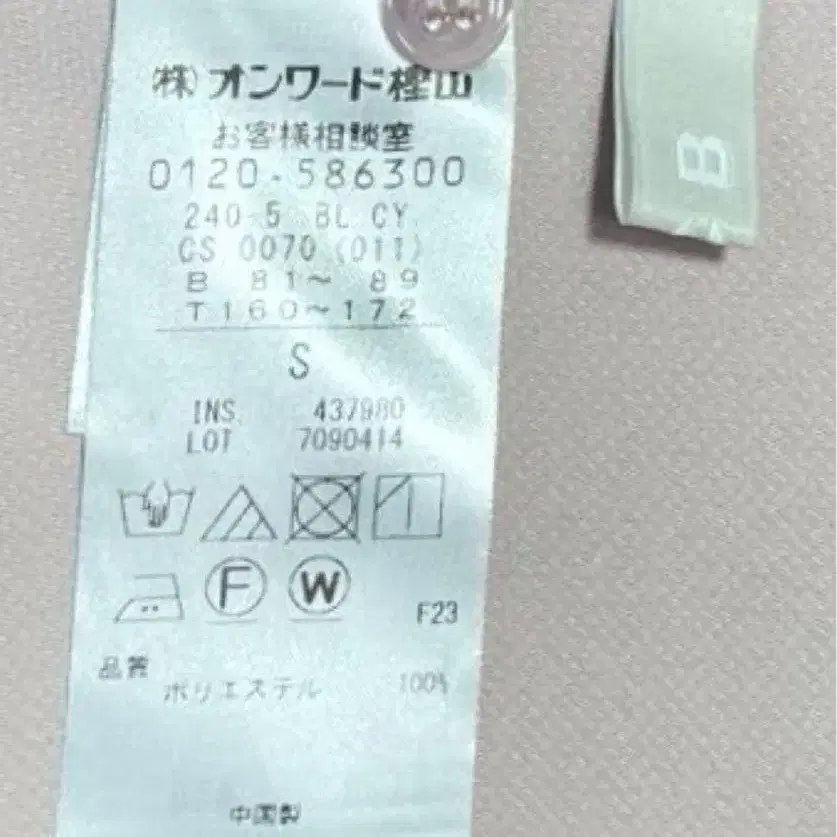 ㈱オンワード樫山
お客様相談室
0120-586300
240-5 BL CY
CS 0070 (011)
B 81〜 89
T160〜172
S
INS. 437980
LOT 7090414
F
W
F23
品質
ポリエステル 100%
中国製
B